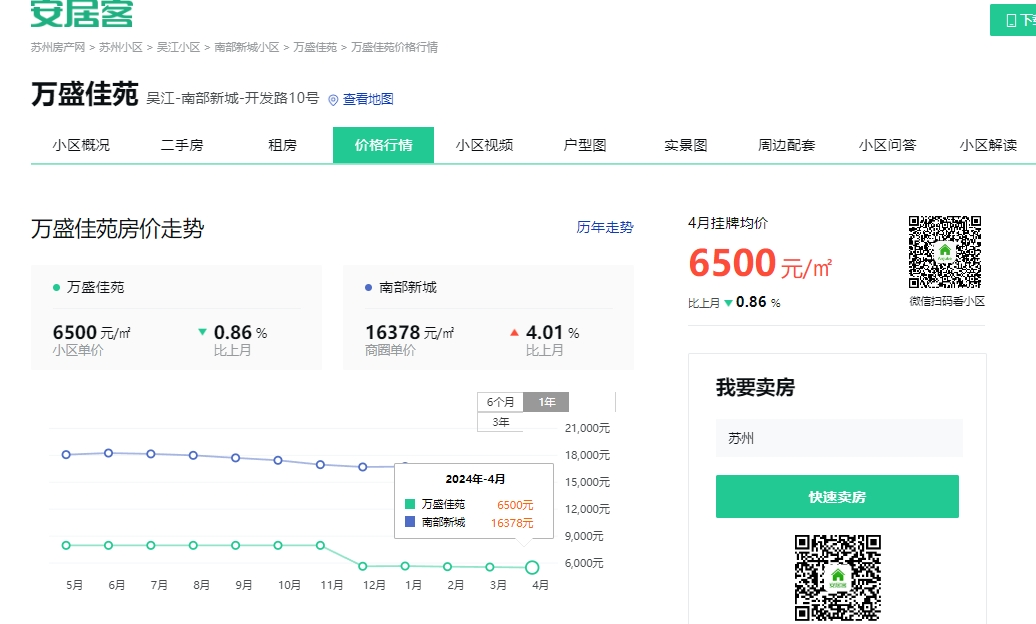 安居客
下载
苏州房产网 > 苏州小区 > 吴江小区 > 南部新城小区 > 万盛佳苑 > 万盛佳苑价格行情
万盛佳苑 吴江-南部新城-开发路10号 查看地图
小区概况 二手房 租房 价格行情 小区视频 户型图 实景图 周边配套 小区问答 小区解读
万盛佳苑房价走势 历年走势
万盛佳苑
6500 元/㎡ 0.86 %
小区单价 比上月
南部新城
16378 元/㎡ 4.01 %
商圈单价 比上月
6个月 1年
3年
21,000元
18,000元
15,000元
12,000元
9,000元
6,000元
2024年-4月
万盛佳苑 6500元
南部新城 16378元
5月 6月 7月 8月 9月 10月 11月 12月 1月 2月 3月 4月
4月挂牌均价
6500 元/㎡
比上月 0.86 %
微信扫码看小区
我要卖房
苏州
快速卖房